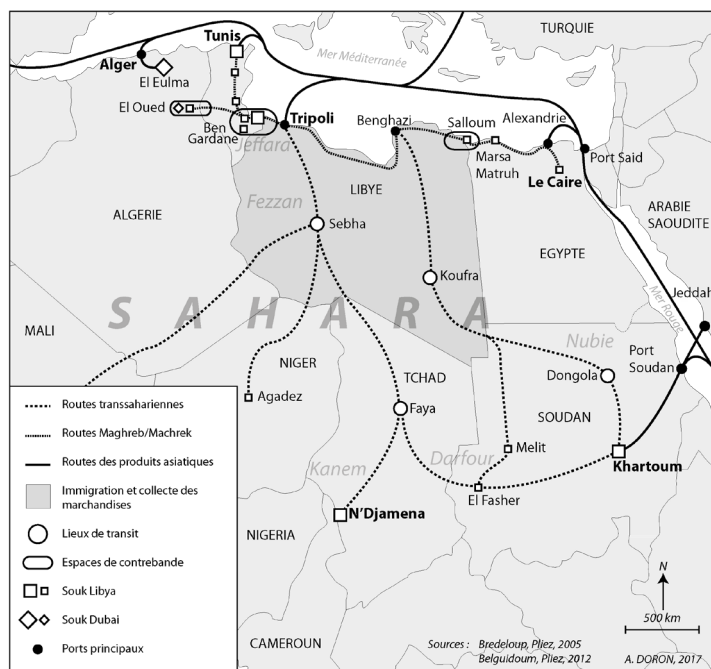 TURQUIE
Tunis
Mer Méditerranée
Alger
El Eulma
El Oued
Tripoli
Benghazi
Salloum
Alexandrie
Ben
Gardane
Jeffara
Marsa
Matruh
Port Said
Le Caire
LIBYE
Fezzan
ALGERIE
Sebha
ARABIE
SAOUDITE
EGYPTE
Koufra
Mer Rouge
Jeddah
SAHARA
MALI
Nubie
NIGER
TCHAD
Dongola
Port
Soudan
Agadez
Faya
SOUDAN
Melit
Khartoum
Kanem
Darfour
El Fasher
N'Djamena
NIGERIA
CAMEROUN
Routes transsahariennes
Routes Maghreb/Machrek
Routes des produits asiatiques
Immigration et collecte des
marchandises
Lieux de transit
Espaces de contrebande
Souk Libya
Souk Dubai
Ports principaux
N
500 km
Sources : Bredeloup, Pliez, 2005
Belguidoum, Pliez, 2012
A. DORON, 2017